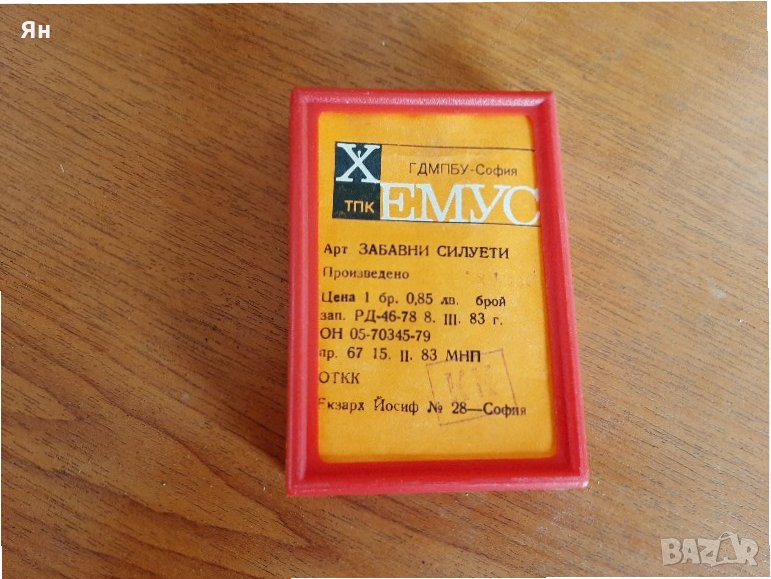 Ян
ГДМПБУ-София
ХЕМУС
ТПК
Арт ЗАБАВНИ СИЛУЕТИ
Произведено
Цена 1 бр. 0,85 лв. брой
зап. РД-46-78 8. III. 83 г.
ОН 05-70345-79
пр. 67 15. II. 83 МНП
ОТКК
Екзарх Йосиф № 28—София
BAZAR